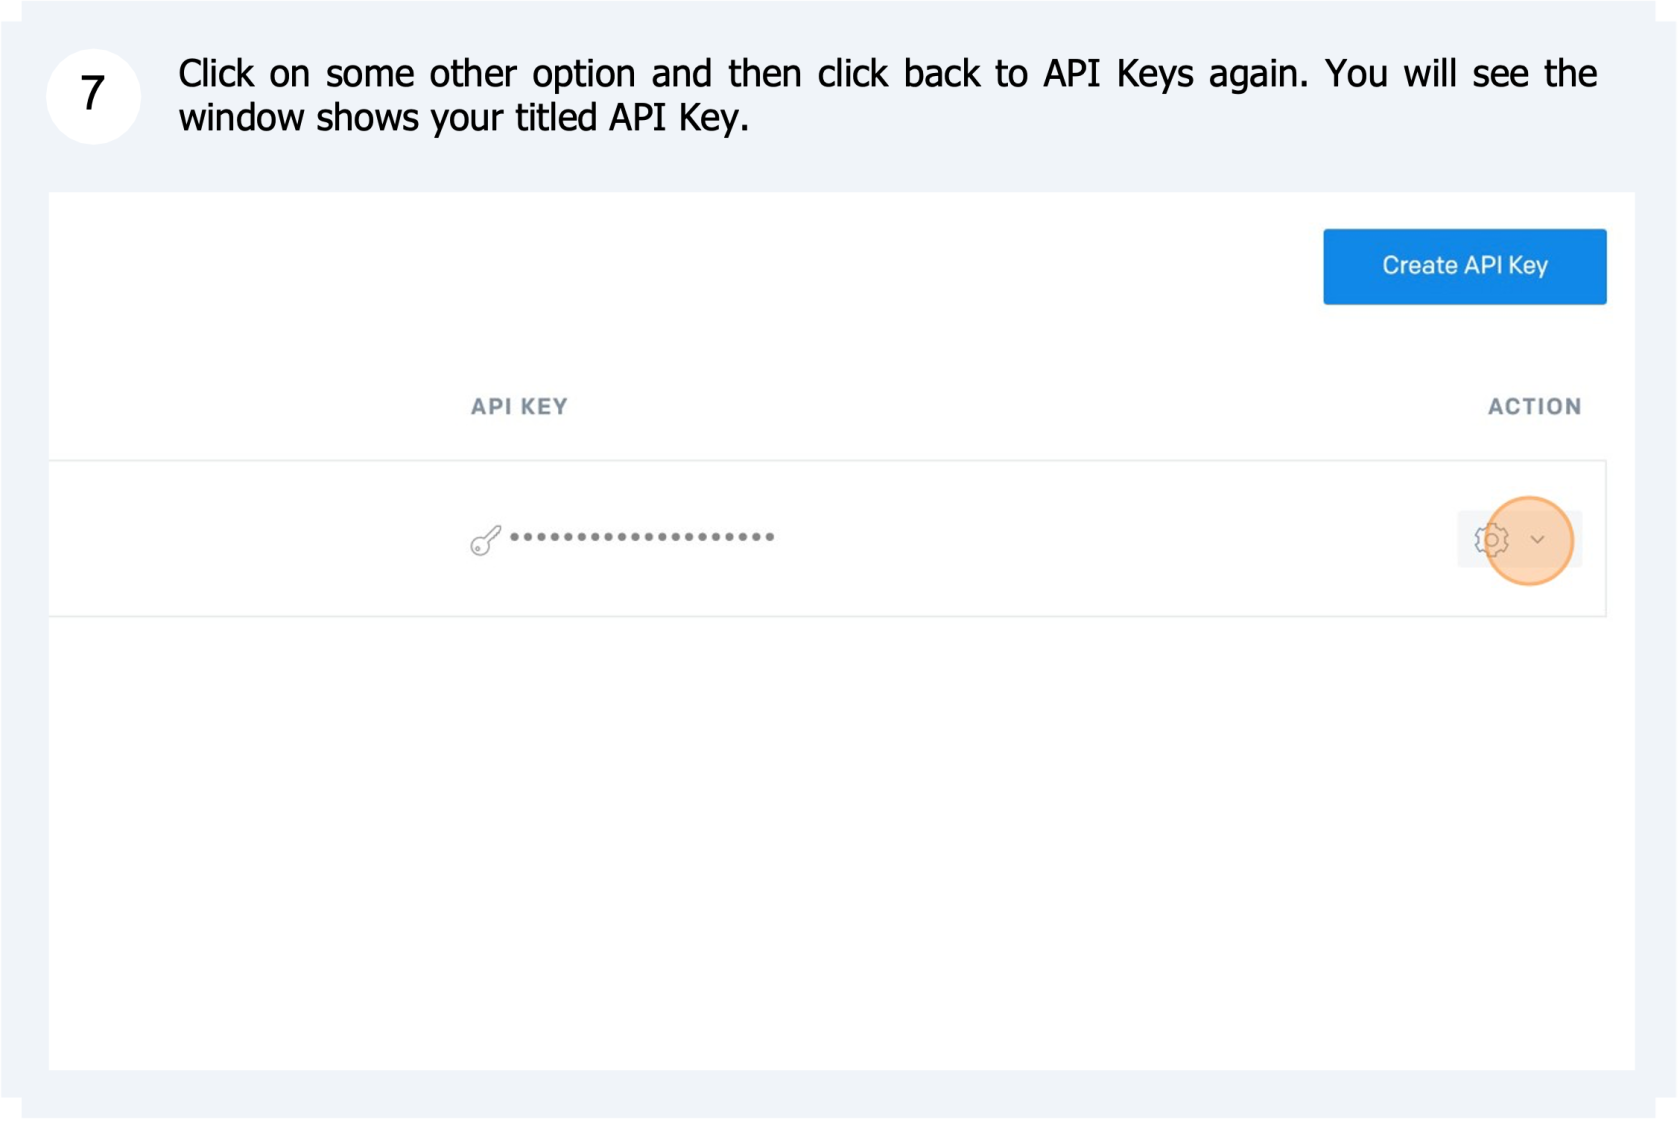 7
Click on some other option and then click back to API Keys again. You will see the
window shows your titled API Key.
Create API Key
API KEY
ACTION
••••••••••••••••••••